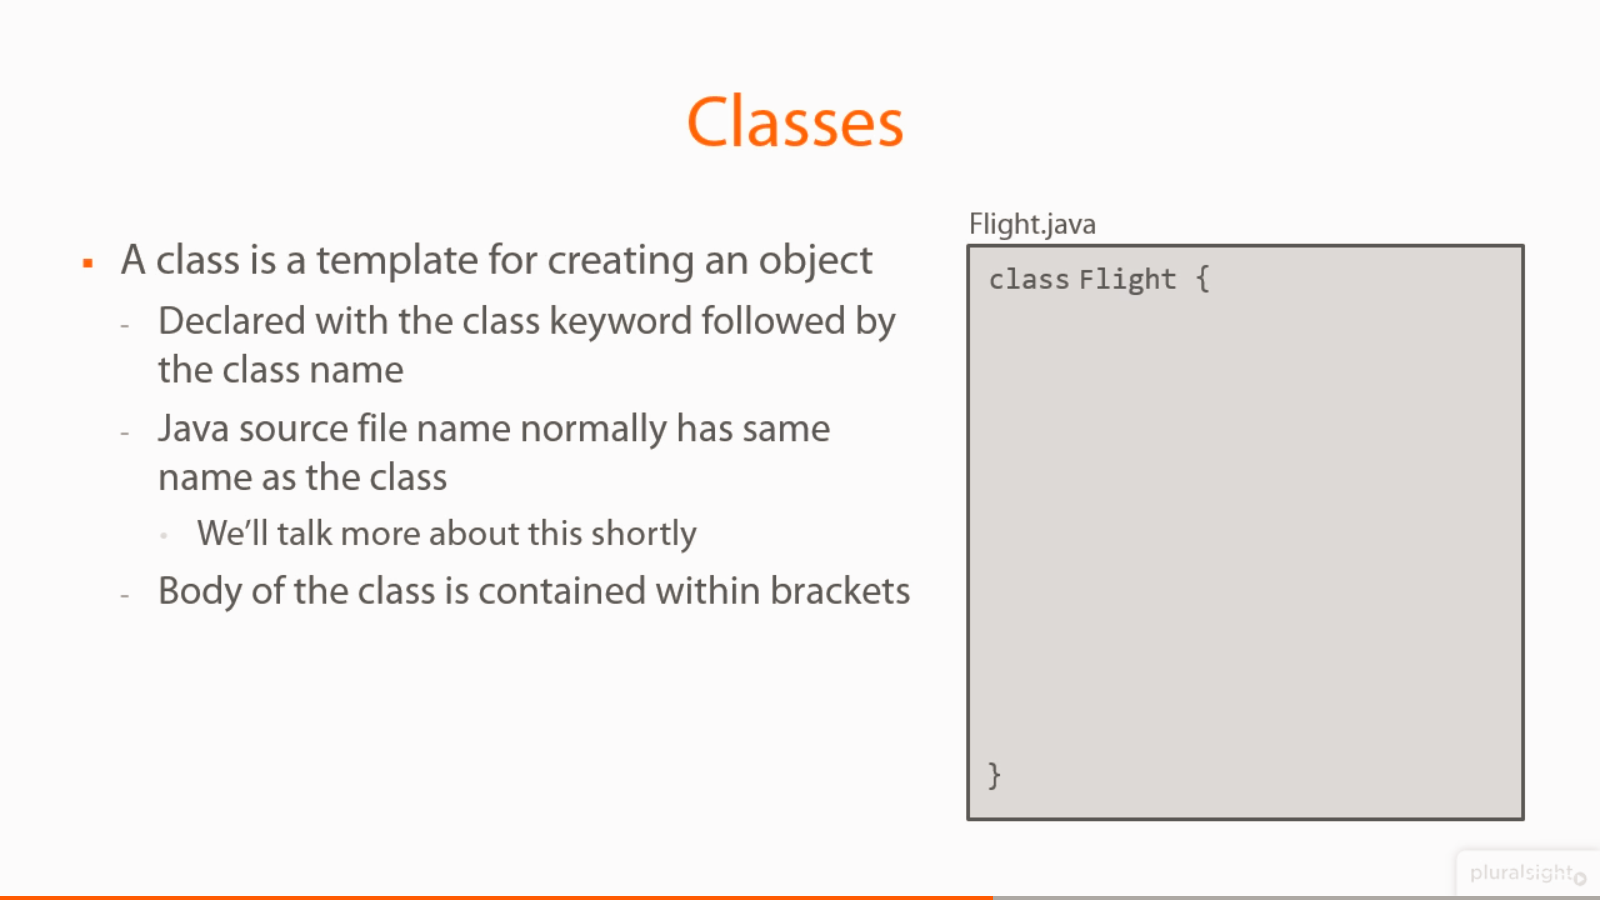 Classes
▪ A class is a template for creating an object
- Declared with the class keyword followed by
the class name
- Java source file name normally has same
name as the class
• We’ll talk more about this shortly
- Body of the class is contained within brackets
Flight.java
class Flight {
}
pluralsight